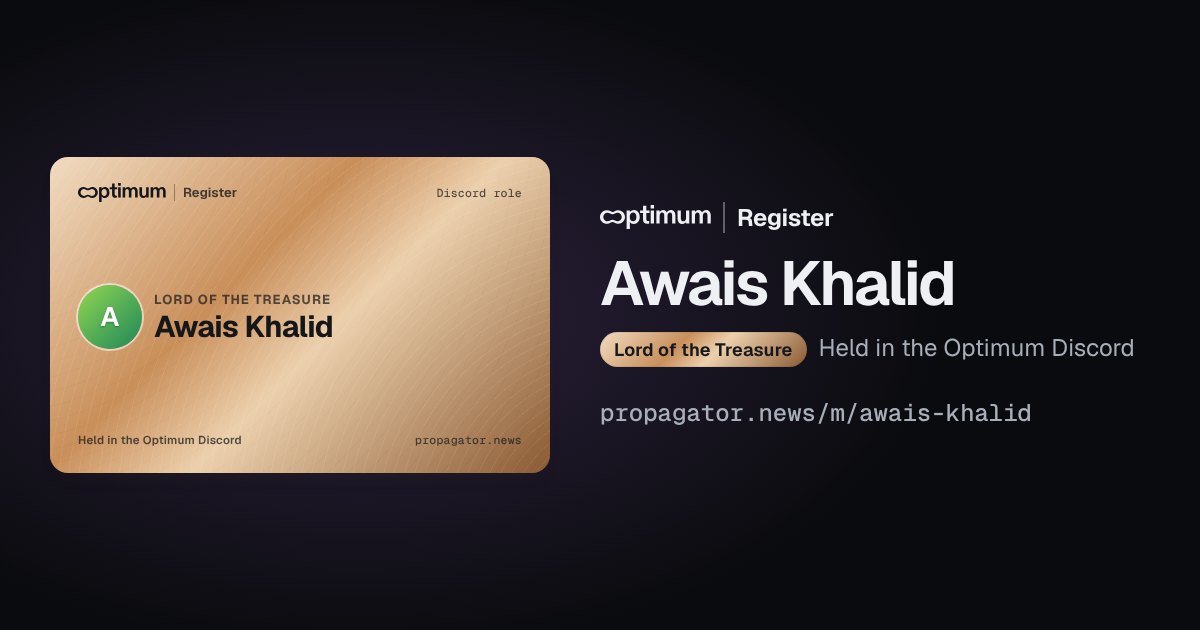 optimum | Register
Discord role
A
LORD OF THE TREASURE
Awais Khalid
Held in the Optimum Discord
propagator.news
optimum | Register
Awais Khalid
Lord of the Treasure
Held in the Optimum Discord
propagator.news/m/awais-khalid